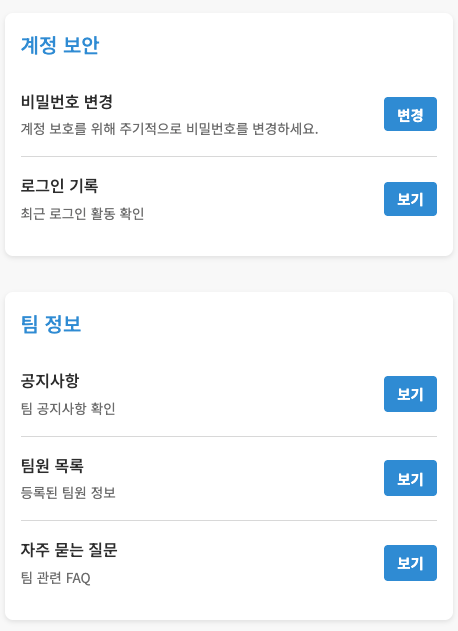 계정 보안
비밀번호 변경
계정 보호를 위해 주기적으로 비밀번호를 변경하세요.
변경
로그인 기록
최근 로그인 활동 확인
보기
팀 정보
공지사항
팀 공지사항 확인
보기
팀원 목록
등록된 팀원 정보
보기
자주 묻는 질문
팀 관련 FAQ
보기